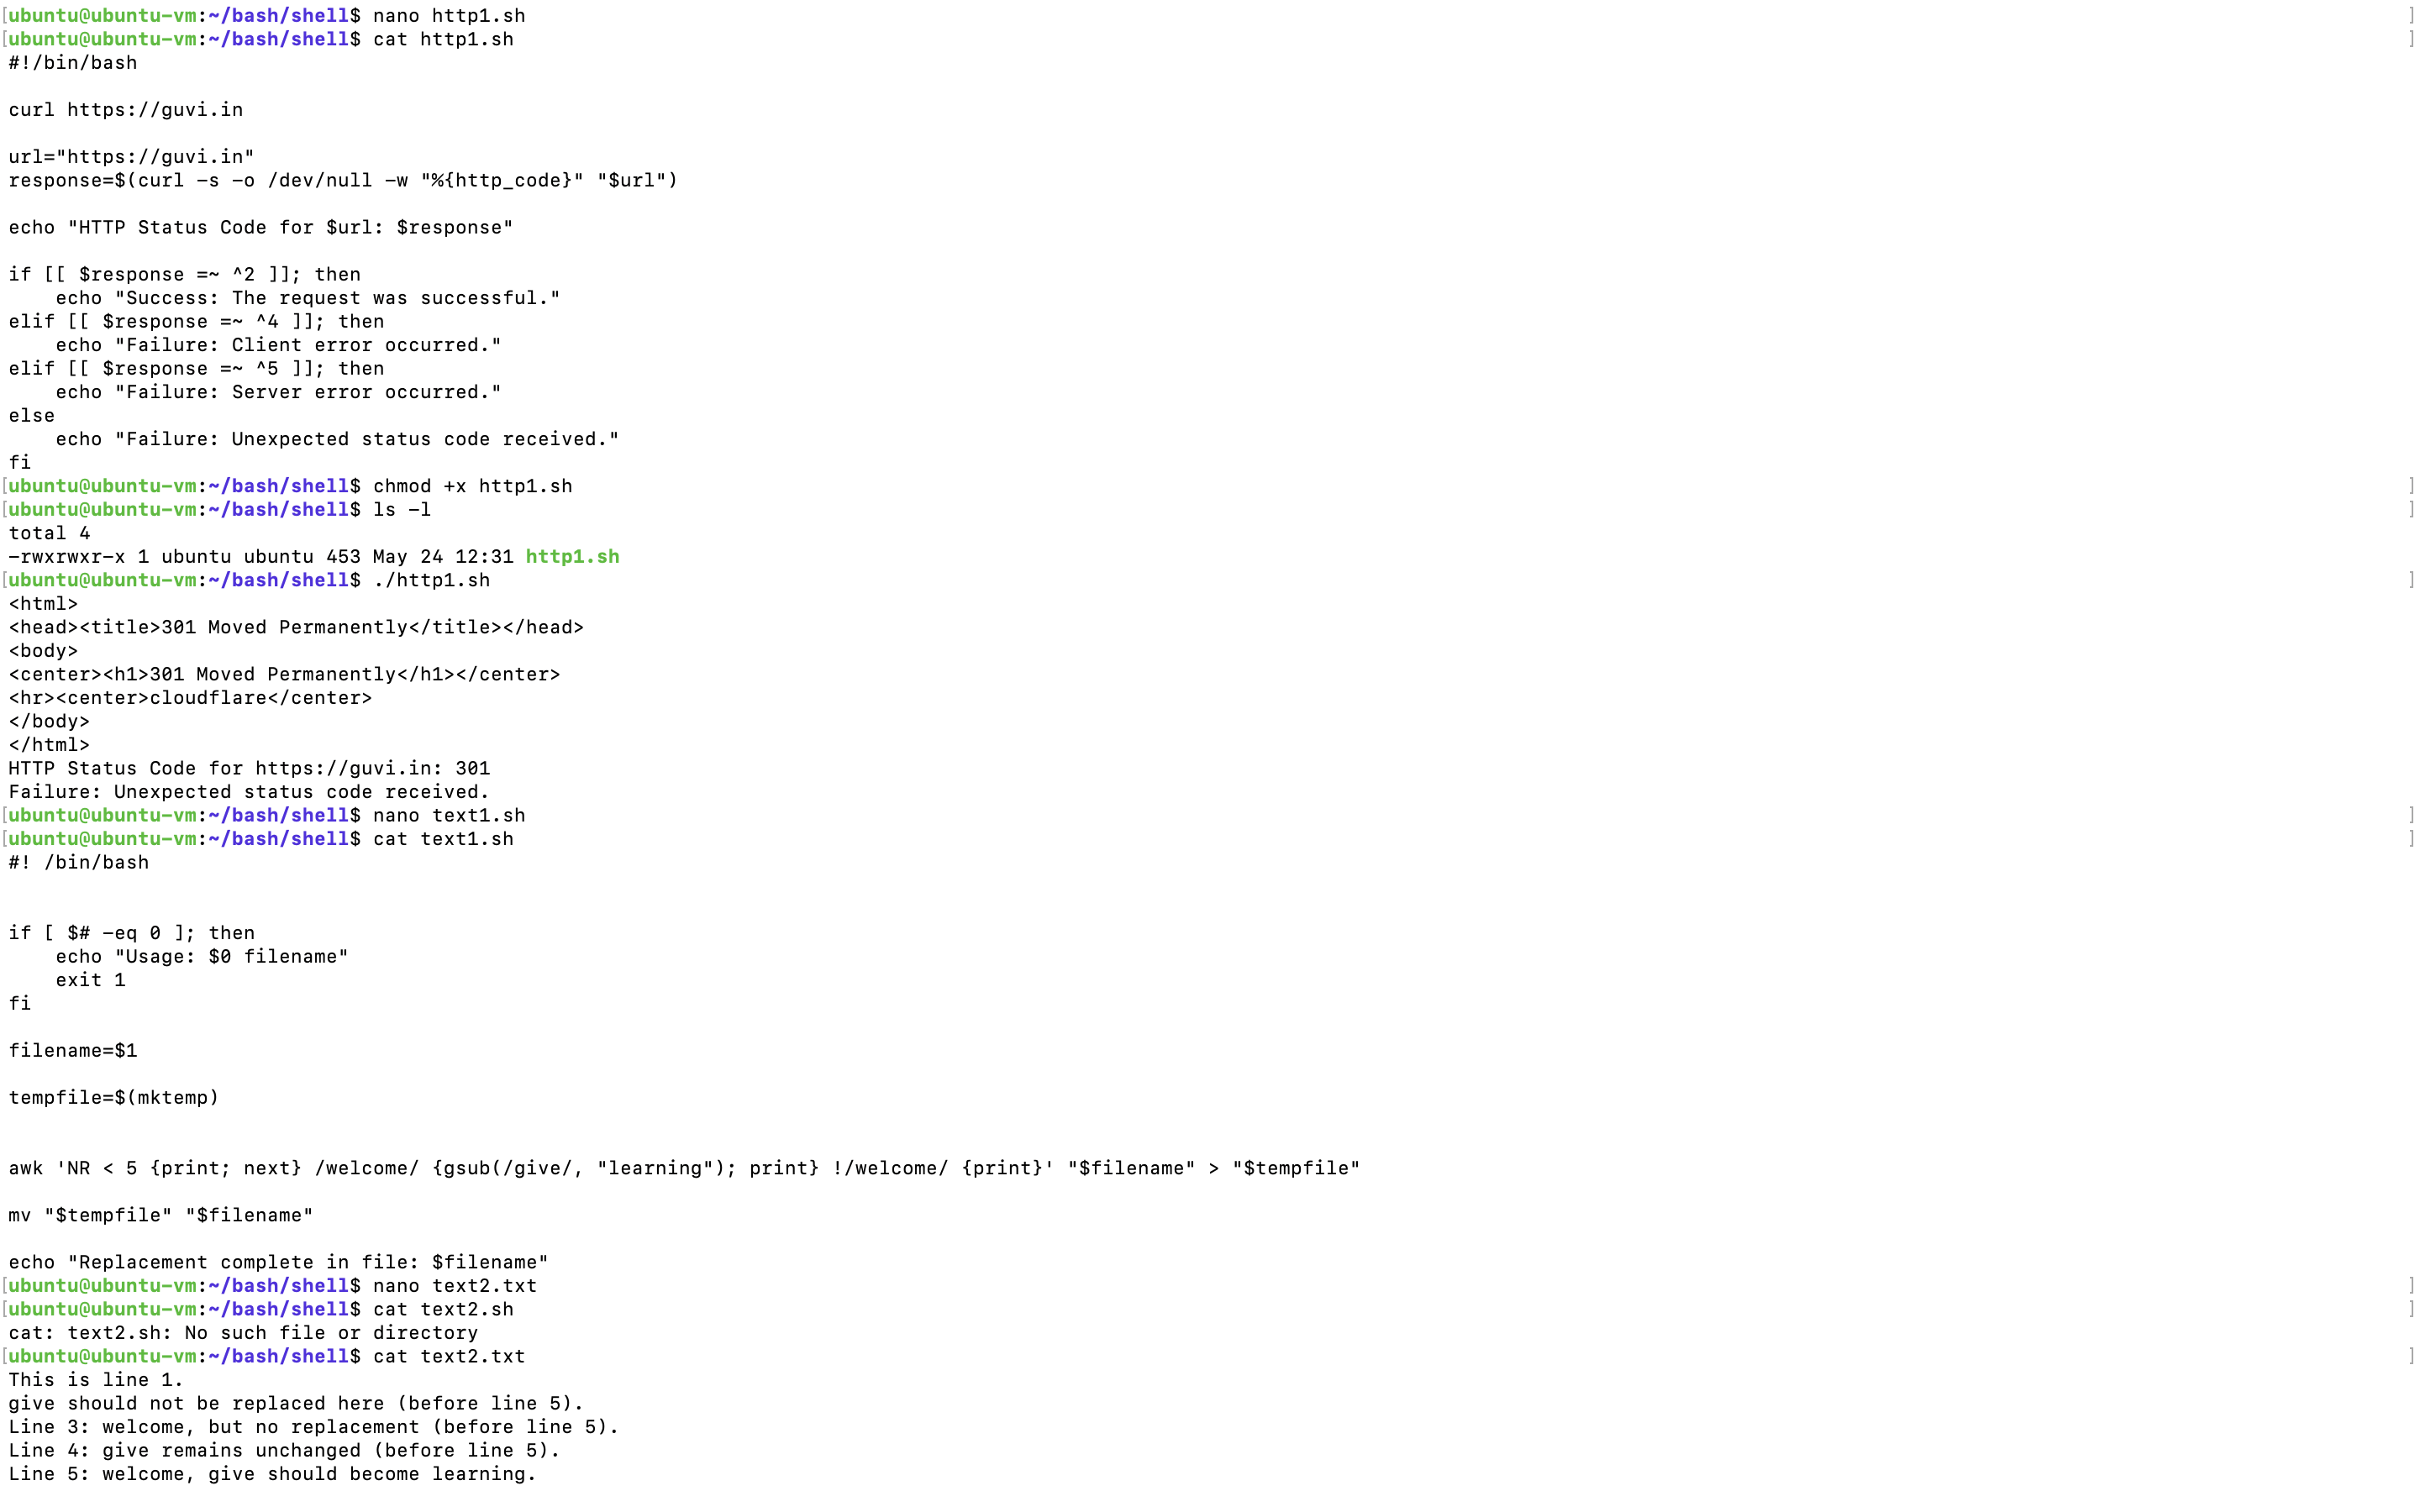 [ubuntu@ubuntu-vm:~/bash/shell$ nano http1.sh ]
[ubuntu@ubuntu-vm:~/bash/shell$ cat http1.sh ]
#!/bin/bash

curl https://guvi.in

url="https://guvi.in"
response=$(curl -s -o /dev/null -w "%{http_code}" "$url")

echo "HTTP Status Code for $url: $response"

if [[ $response =~ ^2 ]]; then
    echo "Success: The request was successful."
elif [[ $response =~ ^4 ]]; then
    echo "Failure: Client error occurred."
elif [[ $response =~ ^5 ]]; then
    echo "Failure: Server error occurred."
else
    echo "Failure: Unexpected status code received."
fi
[ubuntu@ubuntu-vm:~/bash/shell$ chmod +x http1.sh ]
[ubuntu@ubuntu-vm:~/bash/shell$ ls -l ]
total 4
-rwxrwxr-x 1 ubuntu ubuntu 453 May 24 12:31 http1.sh
[ubuntu@ubuntu-vm:~/bash/shell$ ./http1.sh ]
<html>
<head><title>301 Moved Permanently</title></head>
<body>
<center><h1>301 Moved Permanently</h1></center>
<hr><center>cloudflare</center>
</body>
</html>
HTTP Status Code for https://guvi.in: 301
Failure: Unexpected status code received.
[ubuntu@ubuntu-vm:~/bash/shell$ nano text1.sh ]
[ubuntu@ubuntu-vm:~/bash/shell$ cat text1.sh ]
#! /bin/bash


if [ $# -eq 0 ]; then
    echo "Usage: $0 filename"
    exit 1
fi

filename=$1

tempfile=$(mktemp)


awk 'NR < 5 {print; next} /welcome/ {gsub(/give/, "learning"); print} !/welcome/ {print}' "$filename" > "$tempfile"

mv "$tempfile" "$filename"

echo "Replacement complete in file: $filename"
[ubuntu@ubuntu-vm:~/bash/shell$ nano text2.txt ]
[ubuntu@ubuntu-vm:~/bash/shell$ cat text2.sh ]
cat: text2.sh: No such file or directory
[ubuntu@ubuntu-vm:~/bash/shell$ cat text2.txt ]
This is line 1.
give should not be replaced here (before line 5).
Line 3: welcome, but no replacement (before line 5).
Line 4: give remains unchanged (before line 5).
Line 5: welcome, give should become learning.